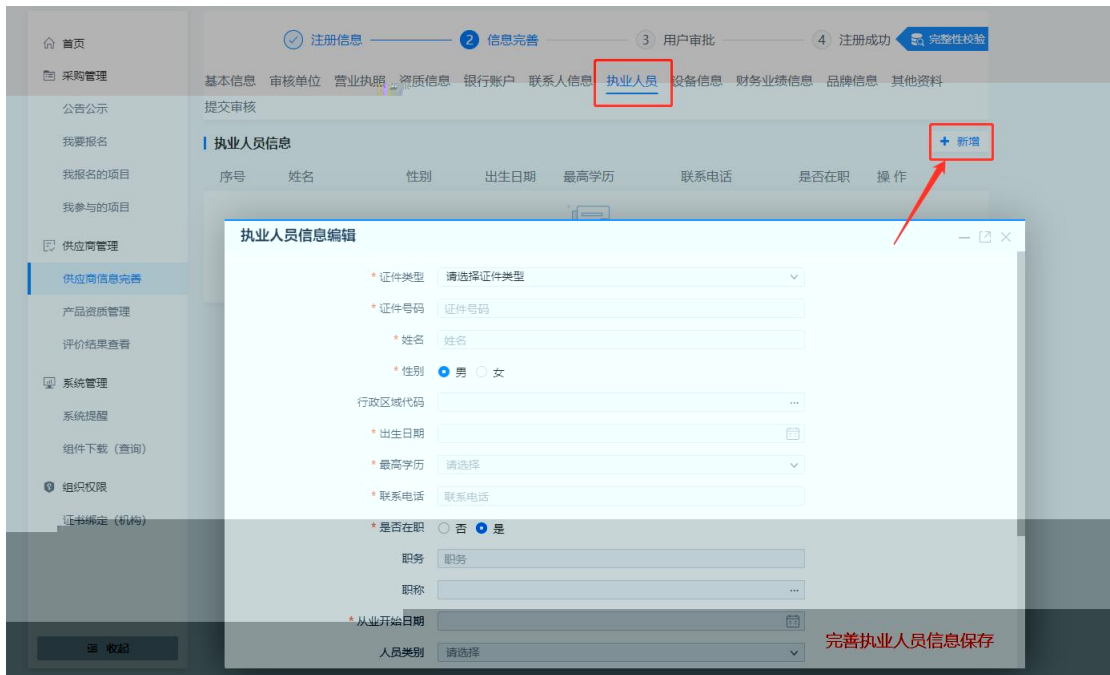 首页
采购管理
公告公示
我要报名
我报名的项目
我参与的项目
供应商管理
供应商信息完善
产品资质管理
评价结果查看
系统管理
系统提醒
组件下载（查询）
组织权限
证书绑定（机构）
收起
注册信息 2 信息完善 3 用户审批 4 注册成功 完整性校验
基本信息 审核单位 营业执照 资质信息 银行账户 联系人信息 执业人员 设备信息 财务业绩信息 品牌信息 其他资料
提交审核
执业人员信息 + 新增
序号 姓名 性别 出生日期 最高学历 联系电话 是否在职 操作
执业人员信息编辑
*证件类型 请选择证件类型
*证件号码 证件号码
*姓名 姓名
*性别 男 女
行政区域代码 ...
*出生日期
*最高学历 请选择
*联系电话 联系电话
*是否在职 否 是
职务 职务
职称 ...
*从业开始日期
人员类别 请选择
完善执业人员信息保存